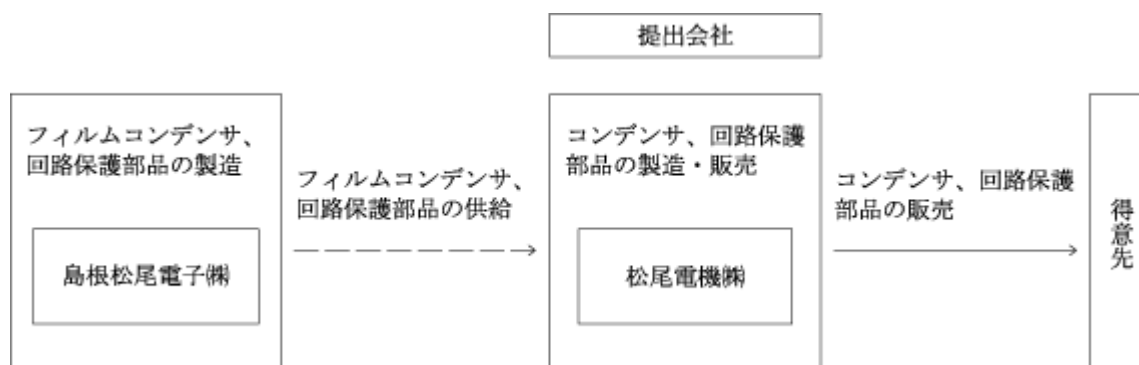 提出会社
フィルムコンデンサ、
回路保護部品の製造
島根松尾電子㈱
フィルムコンデンサ、
回路保護部品の供給
コンデンサ、回路保護
部品の製造・販売
松尾電機㈱
コンデンサ、回路保護
部品の販売
得意先